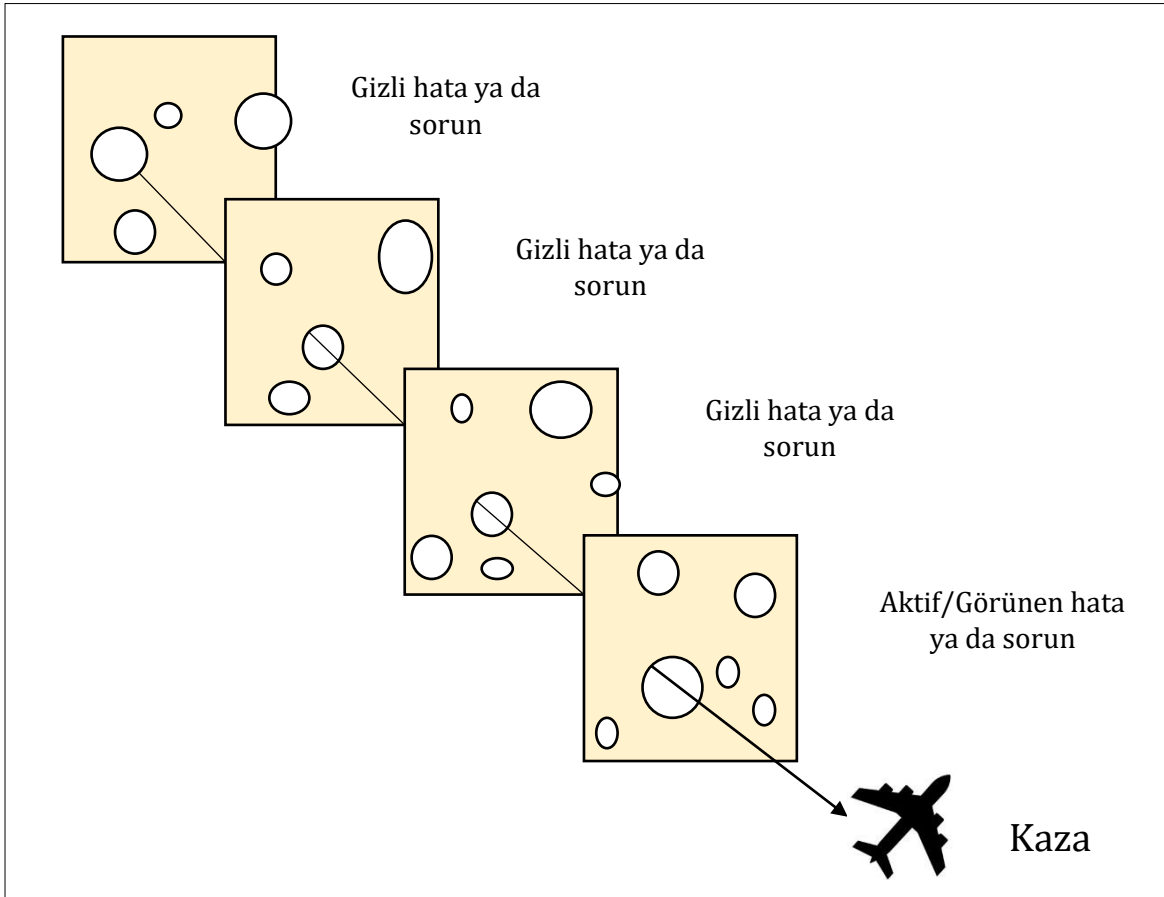 Gizli hata ya da
sorun
Gizli hata ya da
sorun
Gizli hata ya da
sorun
Aktif/Görünen hata
ya da sorun
Kaza